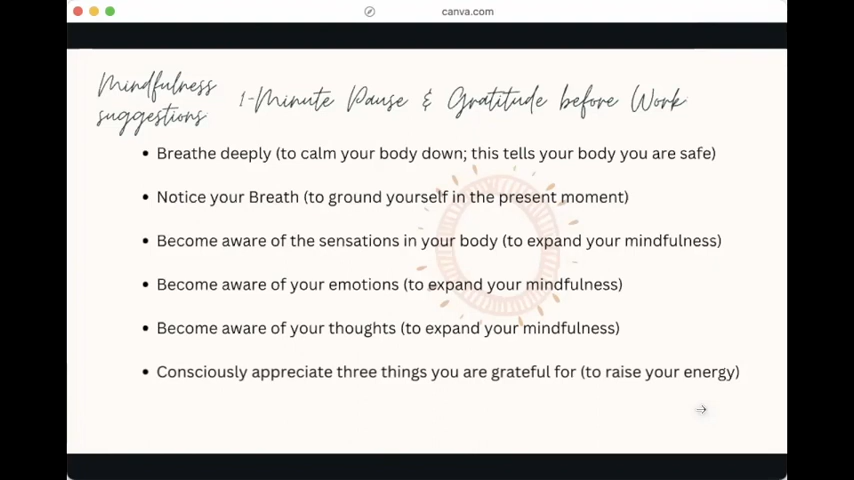 canva.com
Mindfulness
suggestions
1-Minute Pause & Gratitude before Work
• Breathe deeply (to calm your body down; this tells your body you are safe)
• Notice your Breath (to ground yourself in the present moment)
• Become aware of the sensations in your body (to expand your mindfulness)
• Become aware of your emotions (to expand your mindfulness)
• Become aware of your thoughts (to expand your mindfulness)
• Consciously appreciate three things you are grateful for (to raise your energy)